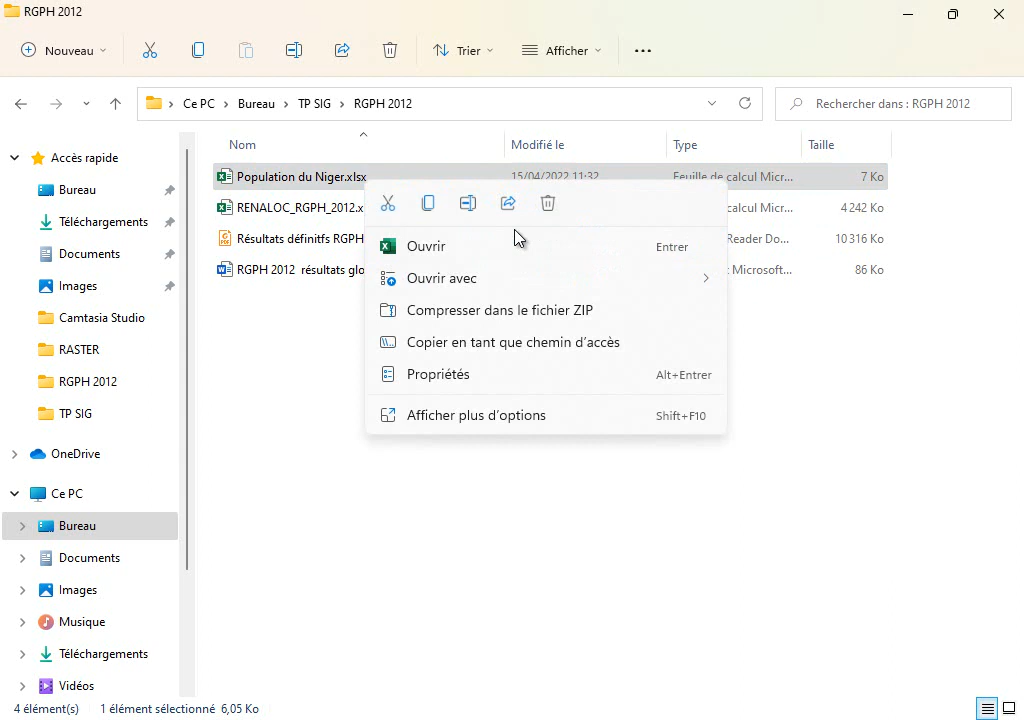 RGPH 2012
Nouveau
Trier
Afficher
Ce PC
Bureau
TP SIG
RGPH 2012
Rechercher dans : RGPH 2012
Nom
Modifié le
Type
Taille
Accès rapide
Bureau
Téléchargements
Documents
Images
Camtasia Studio
RASTER
RGPH 2012
TP SIG
OneDrive
Ce PC
Bureau
Documents
Images
Musique
Téléchargements
Vidéos
Population du Niger.xlsx 15/04/2022 11:32 Feuille de calcul Micr... 7 Ko
RENALOC_RGPH_2012.x calcul Micr... 4 242 Ko
Résultats définitfs RGPH Reader Do... 10 316 Ko
RGPH 2012 résultats glo Microsoft... 86 Ko
Ouvrir Entrer
Ouvrir avec
Compresser dans le fichier ZIP
Copier en tant que chemin d'accès
Propriétés Alt+Entrer
Afficher plus d'options Shift+F10
4 élément(s) 1 élément sélectionné 6,05 Ko